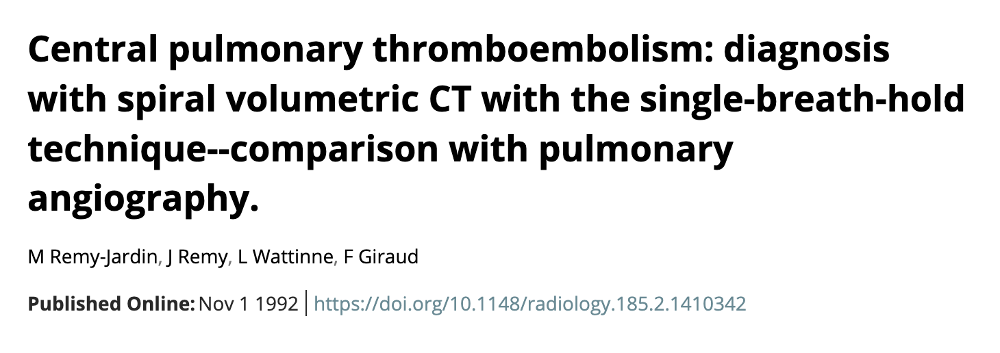 Central pulmonary thromboembolism: diagnosis
with spiral volumetric CT with the single-breath-hold
technique--comparison with pulmonary
angiography.
M Remy-Jardin, J Remy, L Wattinne, F Giraud
Published Online: Nov 1 1992 | https://doi.org/10.1148/radiology.185.2.1410342